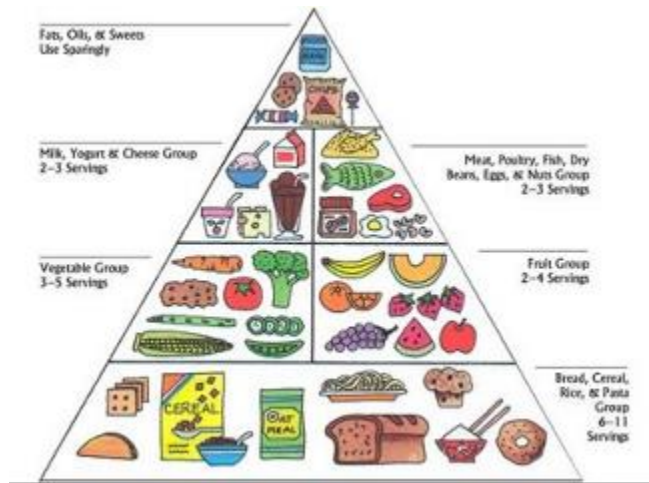 Fats, Oils, & Sweets
Use Sparingly
CHIPS
Milk, Yogurt & Cheese Group
2–3 Servings
Meat, Poultry, Fish, Dry
Beans, Eggs, & Nuts Group
2–3 Servings
Vegetable Group
3–5 Servings
Fruit Group
2–4 Servings
Bread, Cereal,
Rice, & Pasta
Group
6–11
Servings
CEREAL
OAT
MEAL